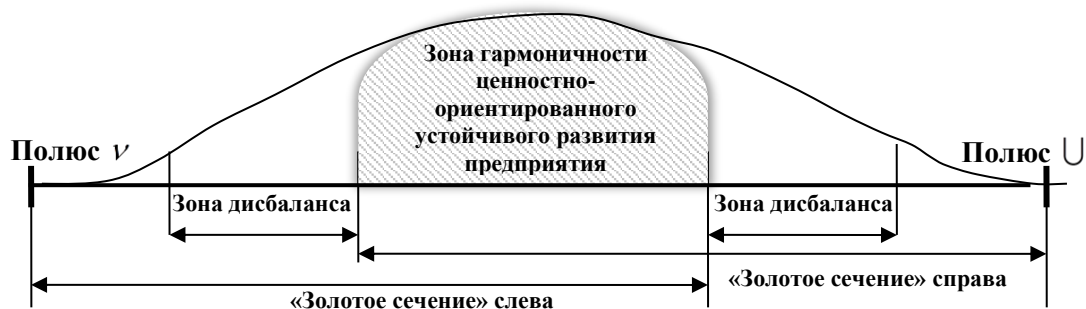 Зона гармоничности
ценностно-
ориентированного
устойчивого развития
предприятия
Полюс ν
Полюс ∪
Зона дисбаланса
Зона дисбаланса
«Золотое сечение» справа
«Золотое сечение» слева